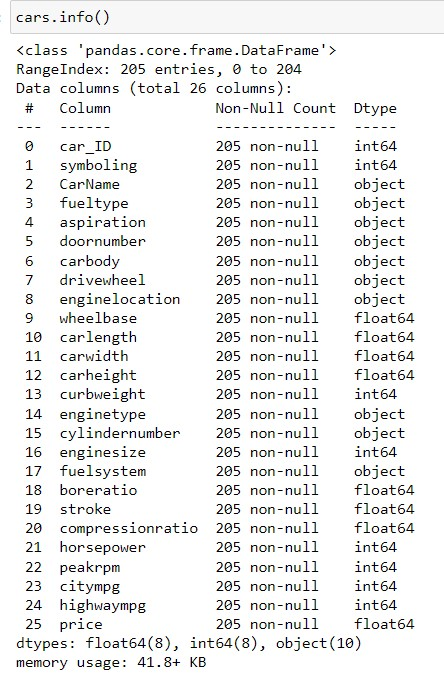 cars.info()
<class 'pandas.core.frame.DataFrame'>
RangeIndex: 205 entries, 0 to 204
Data columns (total 26 columns):
 #   Column            Non-Null Count  Dtype
---  ------            --------------  -----
 0   car_ID            205 non-null    int64
 1   symboling         205 non-null    int64
 2   CarName           205 non-null    object
 3   fueltype          205 non-null    object
 4   aspiration        205 non-null    object
 5   doornumber        205 non-null    object
 6   carbody           205 non-null    object
 7   drivewheel        205 non-null    object
 8   enginelocation    205 non-null    object
 9   wheelbase         205 non-null    float64
 10  carlength         205 non-null    float64
 11  carwidth          205 non-null    float64
 12  carheight         205 non-null    float64
 13  curbweight        205 non-null    int64
 14  enginetype        205 non-null    object
 15  cylindernumber    205 non-null    object
 16  enginesize        205 non-null    int64
 17  fuelsystem        205 non-null    object
 18  boreratio         205 non-null    float64
 19  stroke            205 non-null    float64
 20  compressionratio  205 non-null    float64
 21  horsepower        205 non-null    int64
 22  peakrpm           205 non-null    int64
 23  citympg           205 non-null    int64
 24  highwaympg        205 non-null    int64
 25  price             205 non-null    float64
dtypes: float64(8), int64(8), object(10)
memory usage: 41.8+ KB